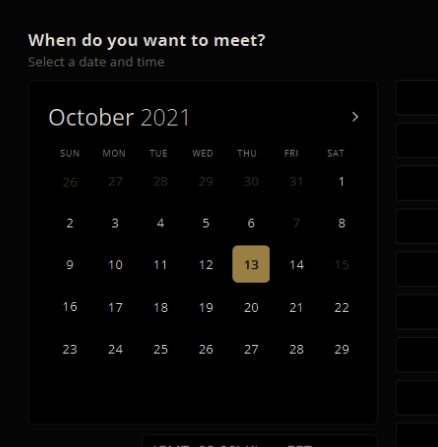 When do you want to meet?
Select a date and time
October 2021 >
SUN MON TUE WED THU FRI SAT
26 27 28 29 30 31 1
2 3 4 5 6 7 8
9 10 11 12 13 14 15
16 17 18 19 20 21 22
23 24 25 26 27 28 29